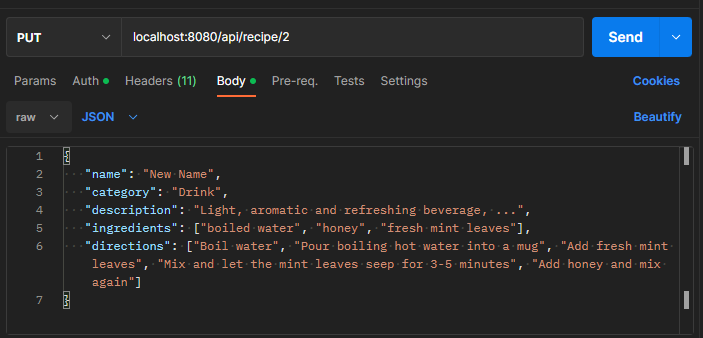 PUT localhost:8080/api/recipe/2 Send
Params Auth Headers (11) Body Pre-req. Tests Settings Cookies
raw JSON Beautify
1 {
2 "name": "New Name",
3 "category": "Drink",
4 "description": "Light, aromatic and refreshing beverage, ...",
5 "ingredients": ["boiled water", "honey", "fresh mint leaves"],
6 "directions": ["Boil water", "Pour boiling hot water into a mug", "Add fresh mint
leaves", "Mix and let the mint leaves seep for 3-5 minutes", "Add honey and mix
again"]
7 }